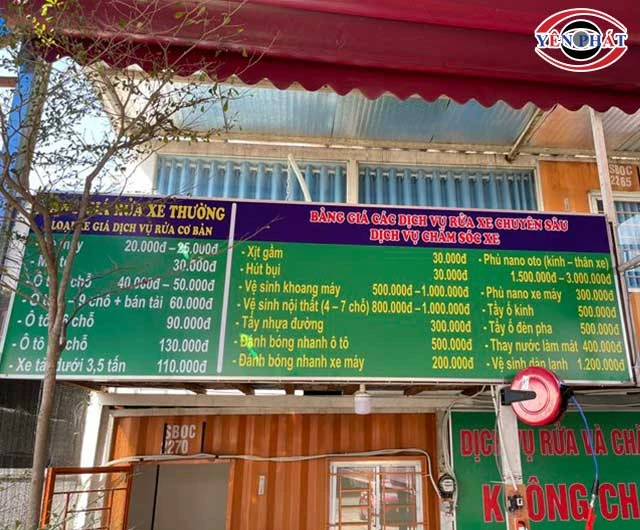 YÊN PHÁT
SBOC
2265
GIÁ RỬA XE THƯỜNG
LOẠI XE GIÁ DỊCH VỤ RỬA CƠ BẢN
máy 20.000đ – 25.000đ
30.000đ
- Ô t chỗ 40.000đ – 50.000đ
- Ô t – 9 chỗ + bán tải 60.000đ
- Ô tô chỗ 90.000đ
- Ô tô chỗ 130.000đ
- Xe tải dưới 3,5 tấn 110.000đ
BẢNG GIÁ CÁC DỊCH VỤ RỬA XE CHUYÊN SÂU
DỊCH VỤ CHĂM SÓC XE
- Xịt gầm 30.000đ
- Hút bụi 30.000đ
- Vệ sinh khoang máy 500.000đ –1.000.000đ
- Vệ sinh nội thất (4 – 7 chỗ) 800.000đ –1.000.000đ
- Tẩy nhựa đường 300.000đ
- Đánh bóng nhanh ô tô 500.000đ
- Đánh bóng nhanh xe máy 200.000đ
- Phủ nano oto (kính – thân xe)
1.500.000đ – 3.000.000đ
- Phủ nano xe máy 300.000đ
- Tẩy ố kính 500.000đ
- Tẩy ố đèn pha 500.000đ
- Thay nước làm mát 400.000đ
- Vệ sinh dàn lạnh 1.200.000đ
SBOC
2270
DỊCH VỤ RỬA VÀ CH
KHÔNG CH